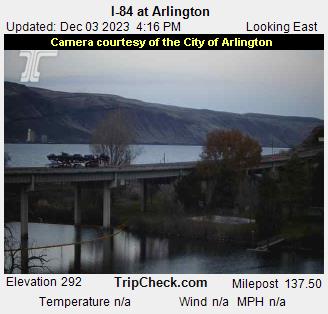 I-84 at Arlington
Updated: Dec 03 2023 4:16 PM Looking East
Camera courtesy of the City of Arlington
Elevation 292 TripCheck.com Milepost 137.50
Temperature n/a Wind n/a MPH n/a